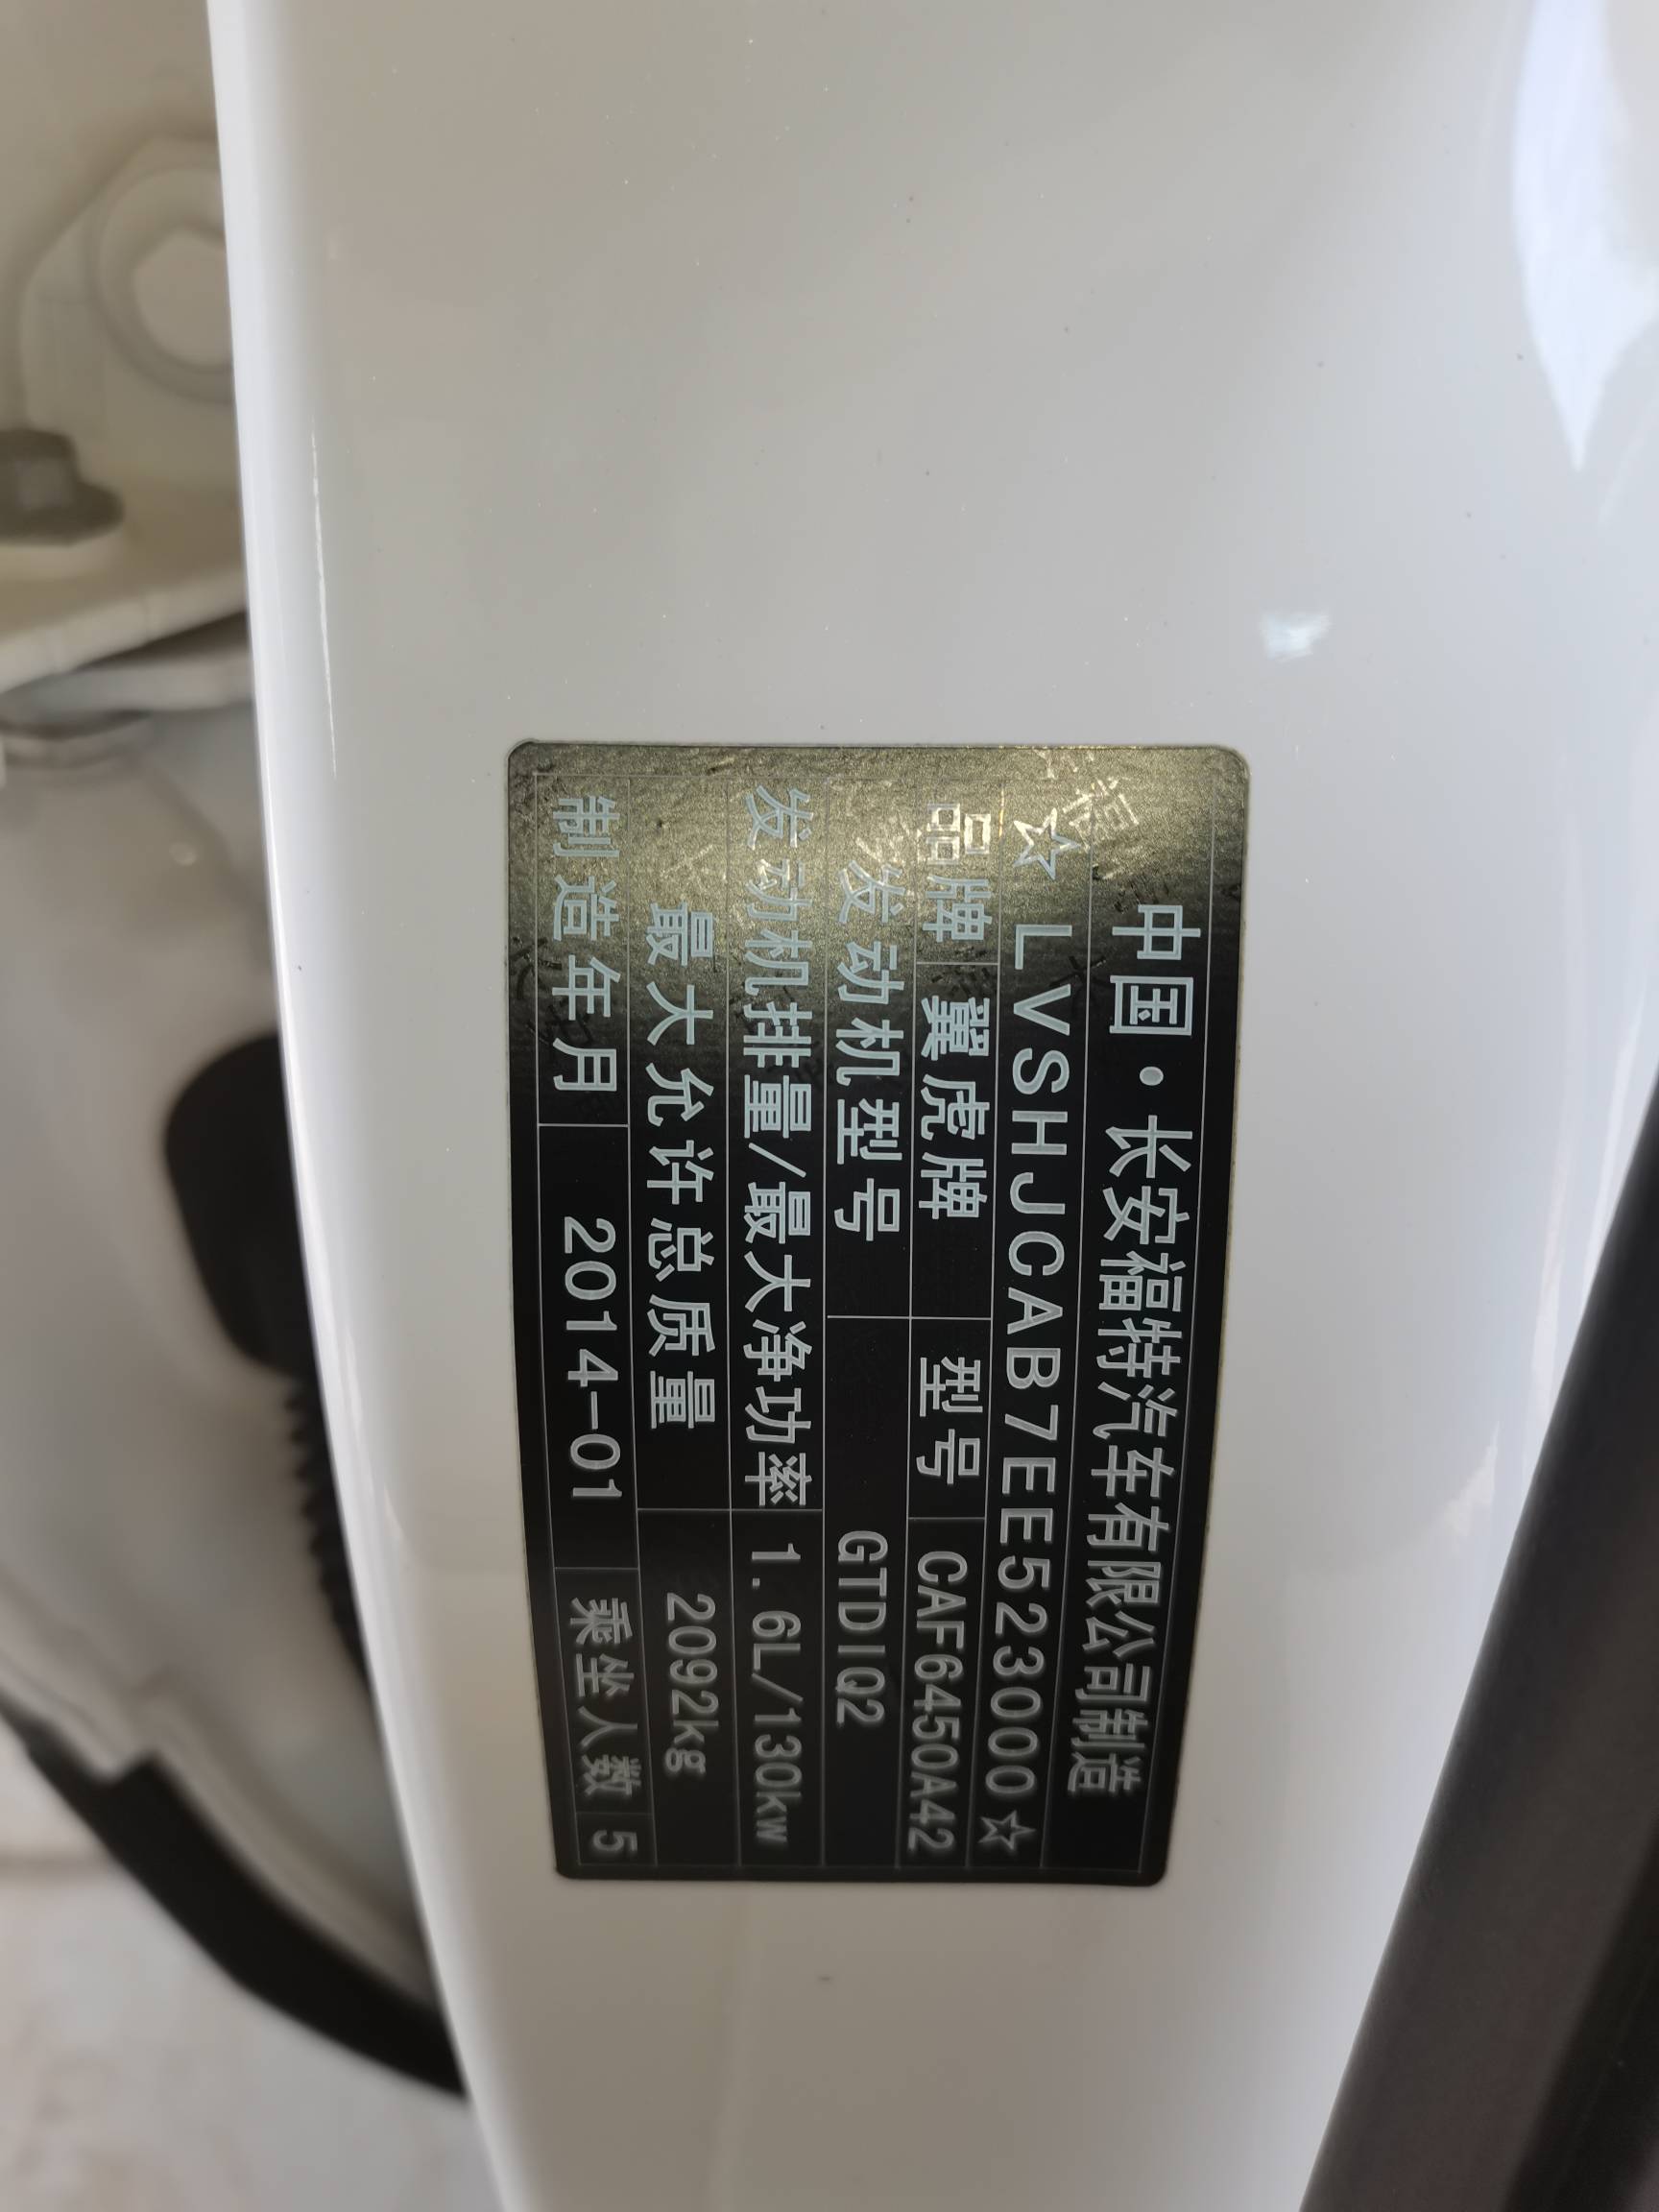 中国·长安福特汽车有限公司制造
☆LVSHJCAB7EE523000☆
品牌 翼虎牌 型号 CAF6450A42
发动机型号 GTDIQ2
发动机排量/最大净功率 1.6L/130kw
最大允许总质量 2092kg
制造年月 2014-01 乘坐人数 5